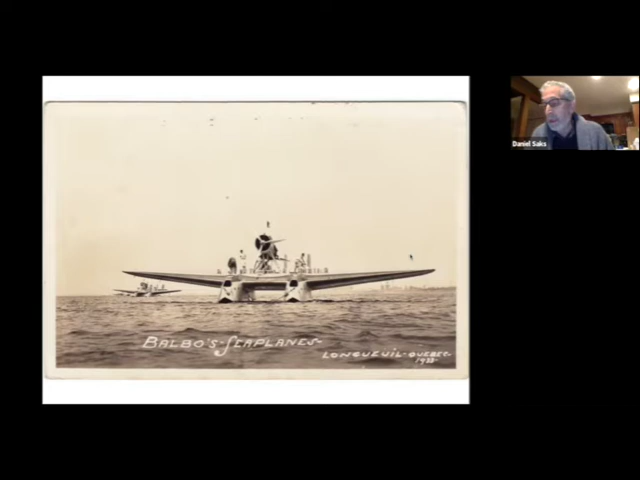 BALBO'S-SEAPLANES-
LONGUEUIL-QUEBEC-
1933-
Daniel Saks